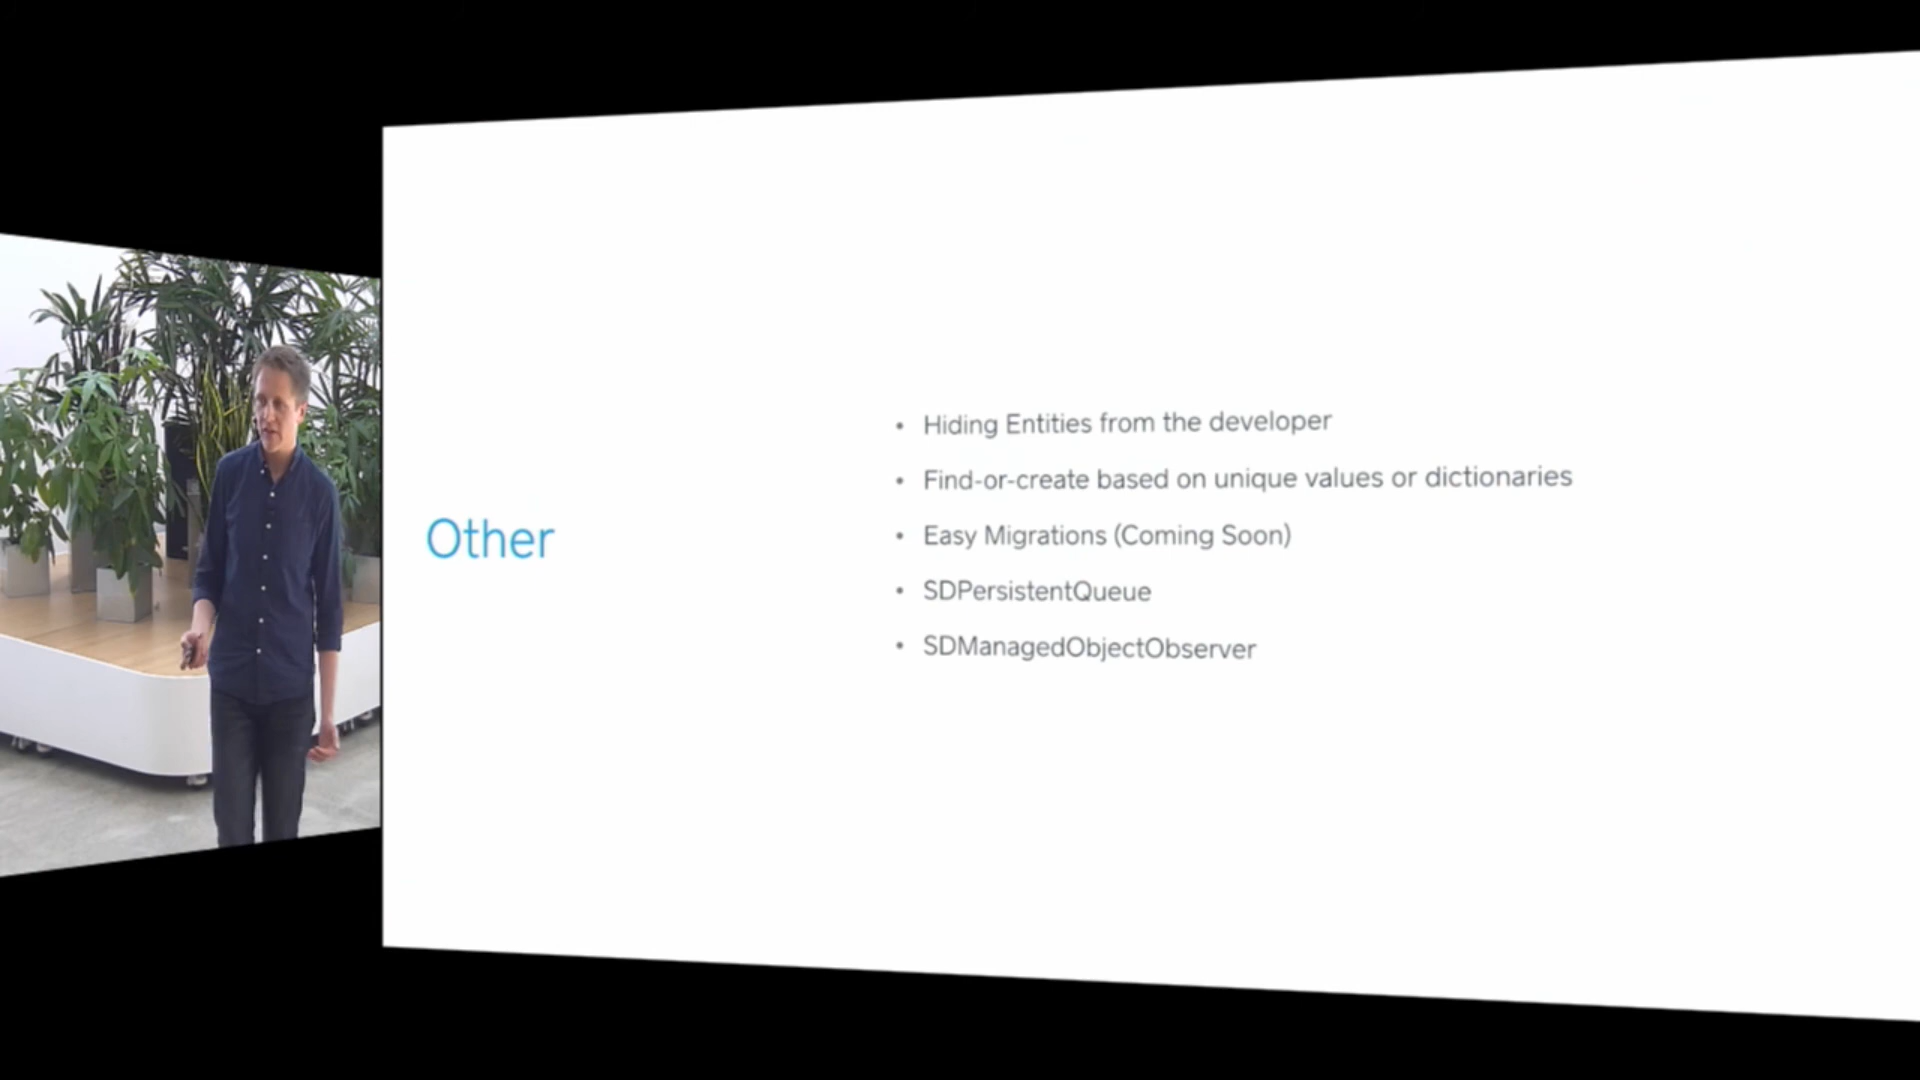 Other
Hiding Entities from the developer
Find-or-create based on unique values or dictionaries
Easy Migrations (Coming Soon)
SDPersistentQueue
SDManagedObjectObserver